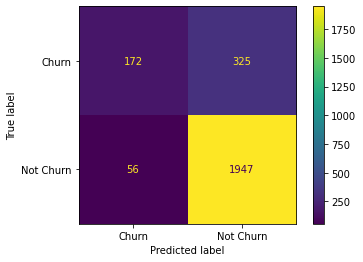 Churn
172
325
Not Churn
56
1947
Churn
Not Churn
Predicted label
True label
1750
1500
1250
1000
750
500
250